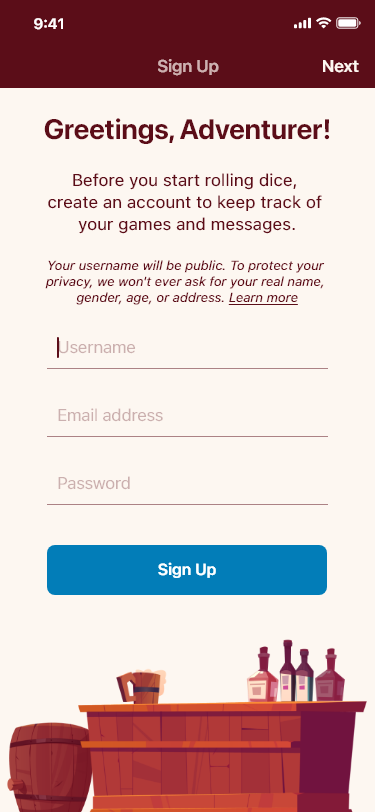 9:41
Sign Up
Next
Greetings, Adventurer!
Before you start rolling dice,
create an account to keep track of
your games and messages.
Your username will be public. To protect your
privacy, we won't ever ask for your real name,
gender, age, or address. Learn more
Username
Email address
Password
Sign Up